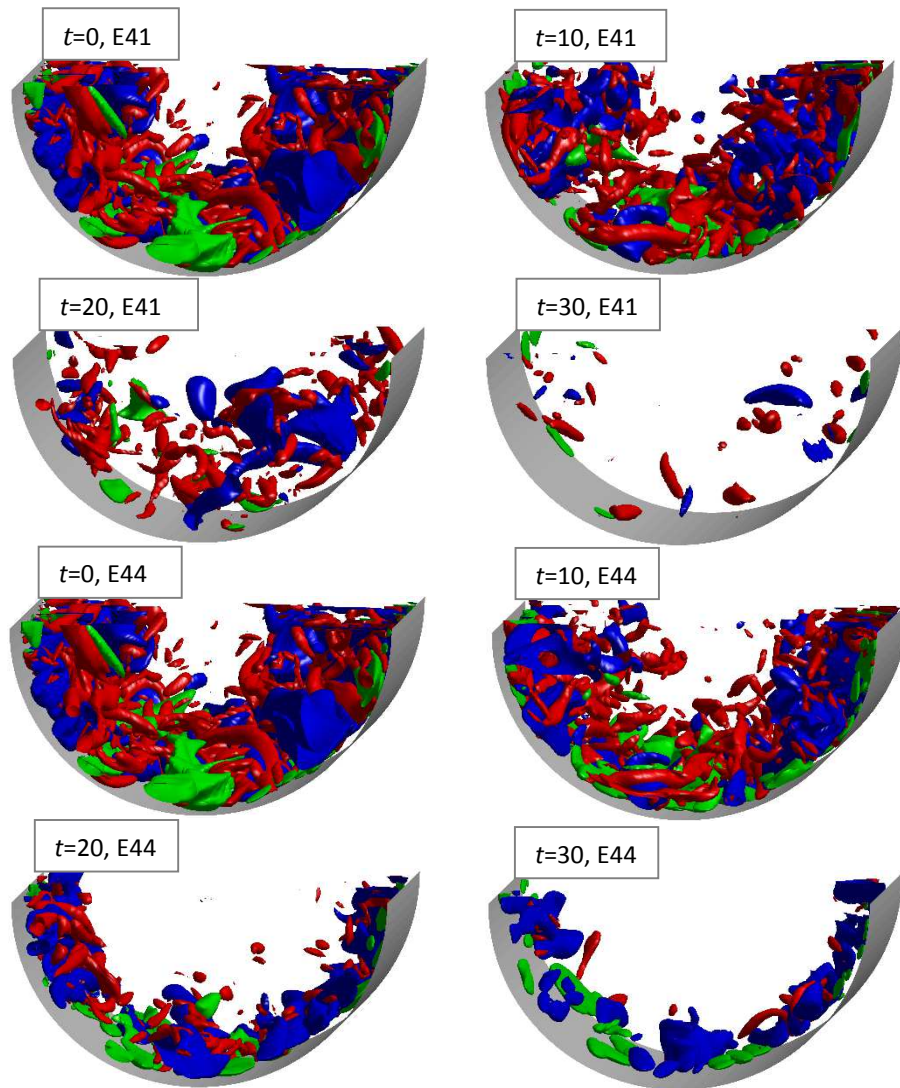 t=0, E41
t=10, E41
t=20, E41
t=30, E41
t=0, E44
t=10, E44
t=20, E44
t=30, E44